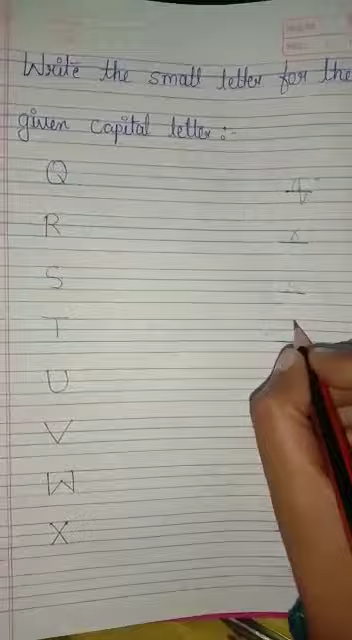 Write the small letter for the
given capital letter :-
Q q
R r
S s
T
U
V
W
X